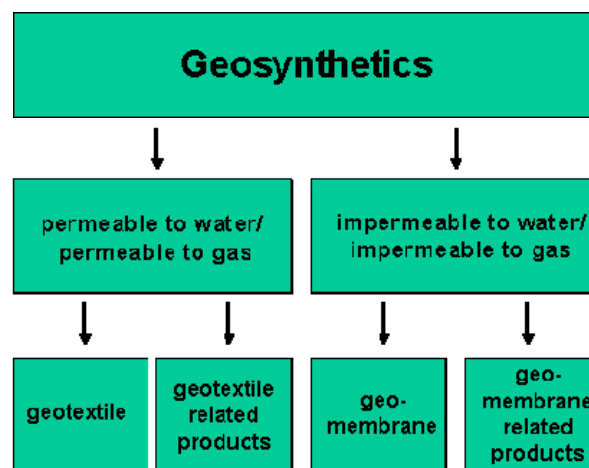 Geosynthetics
permeable to water/
permeable to gas
impermeable to water/
impermeable to gas
geotextile
geotextile
related
products
geo-
membrane
geo-
membrane
related
products